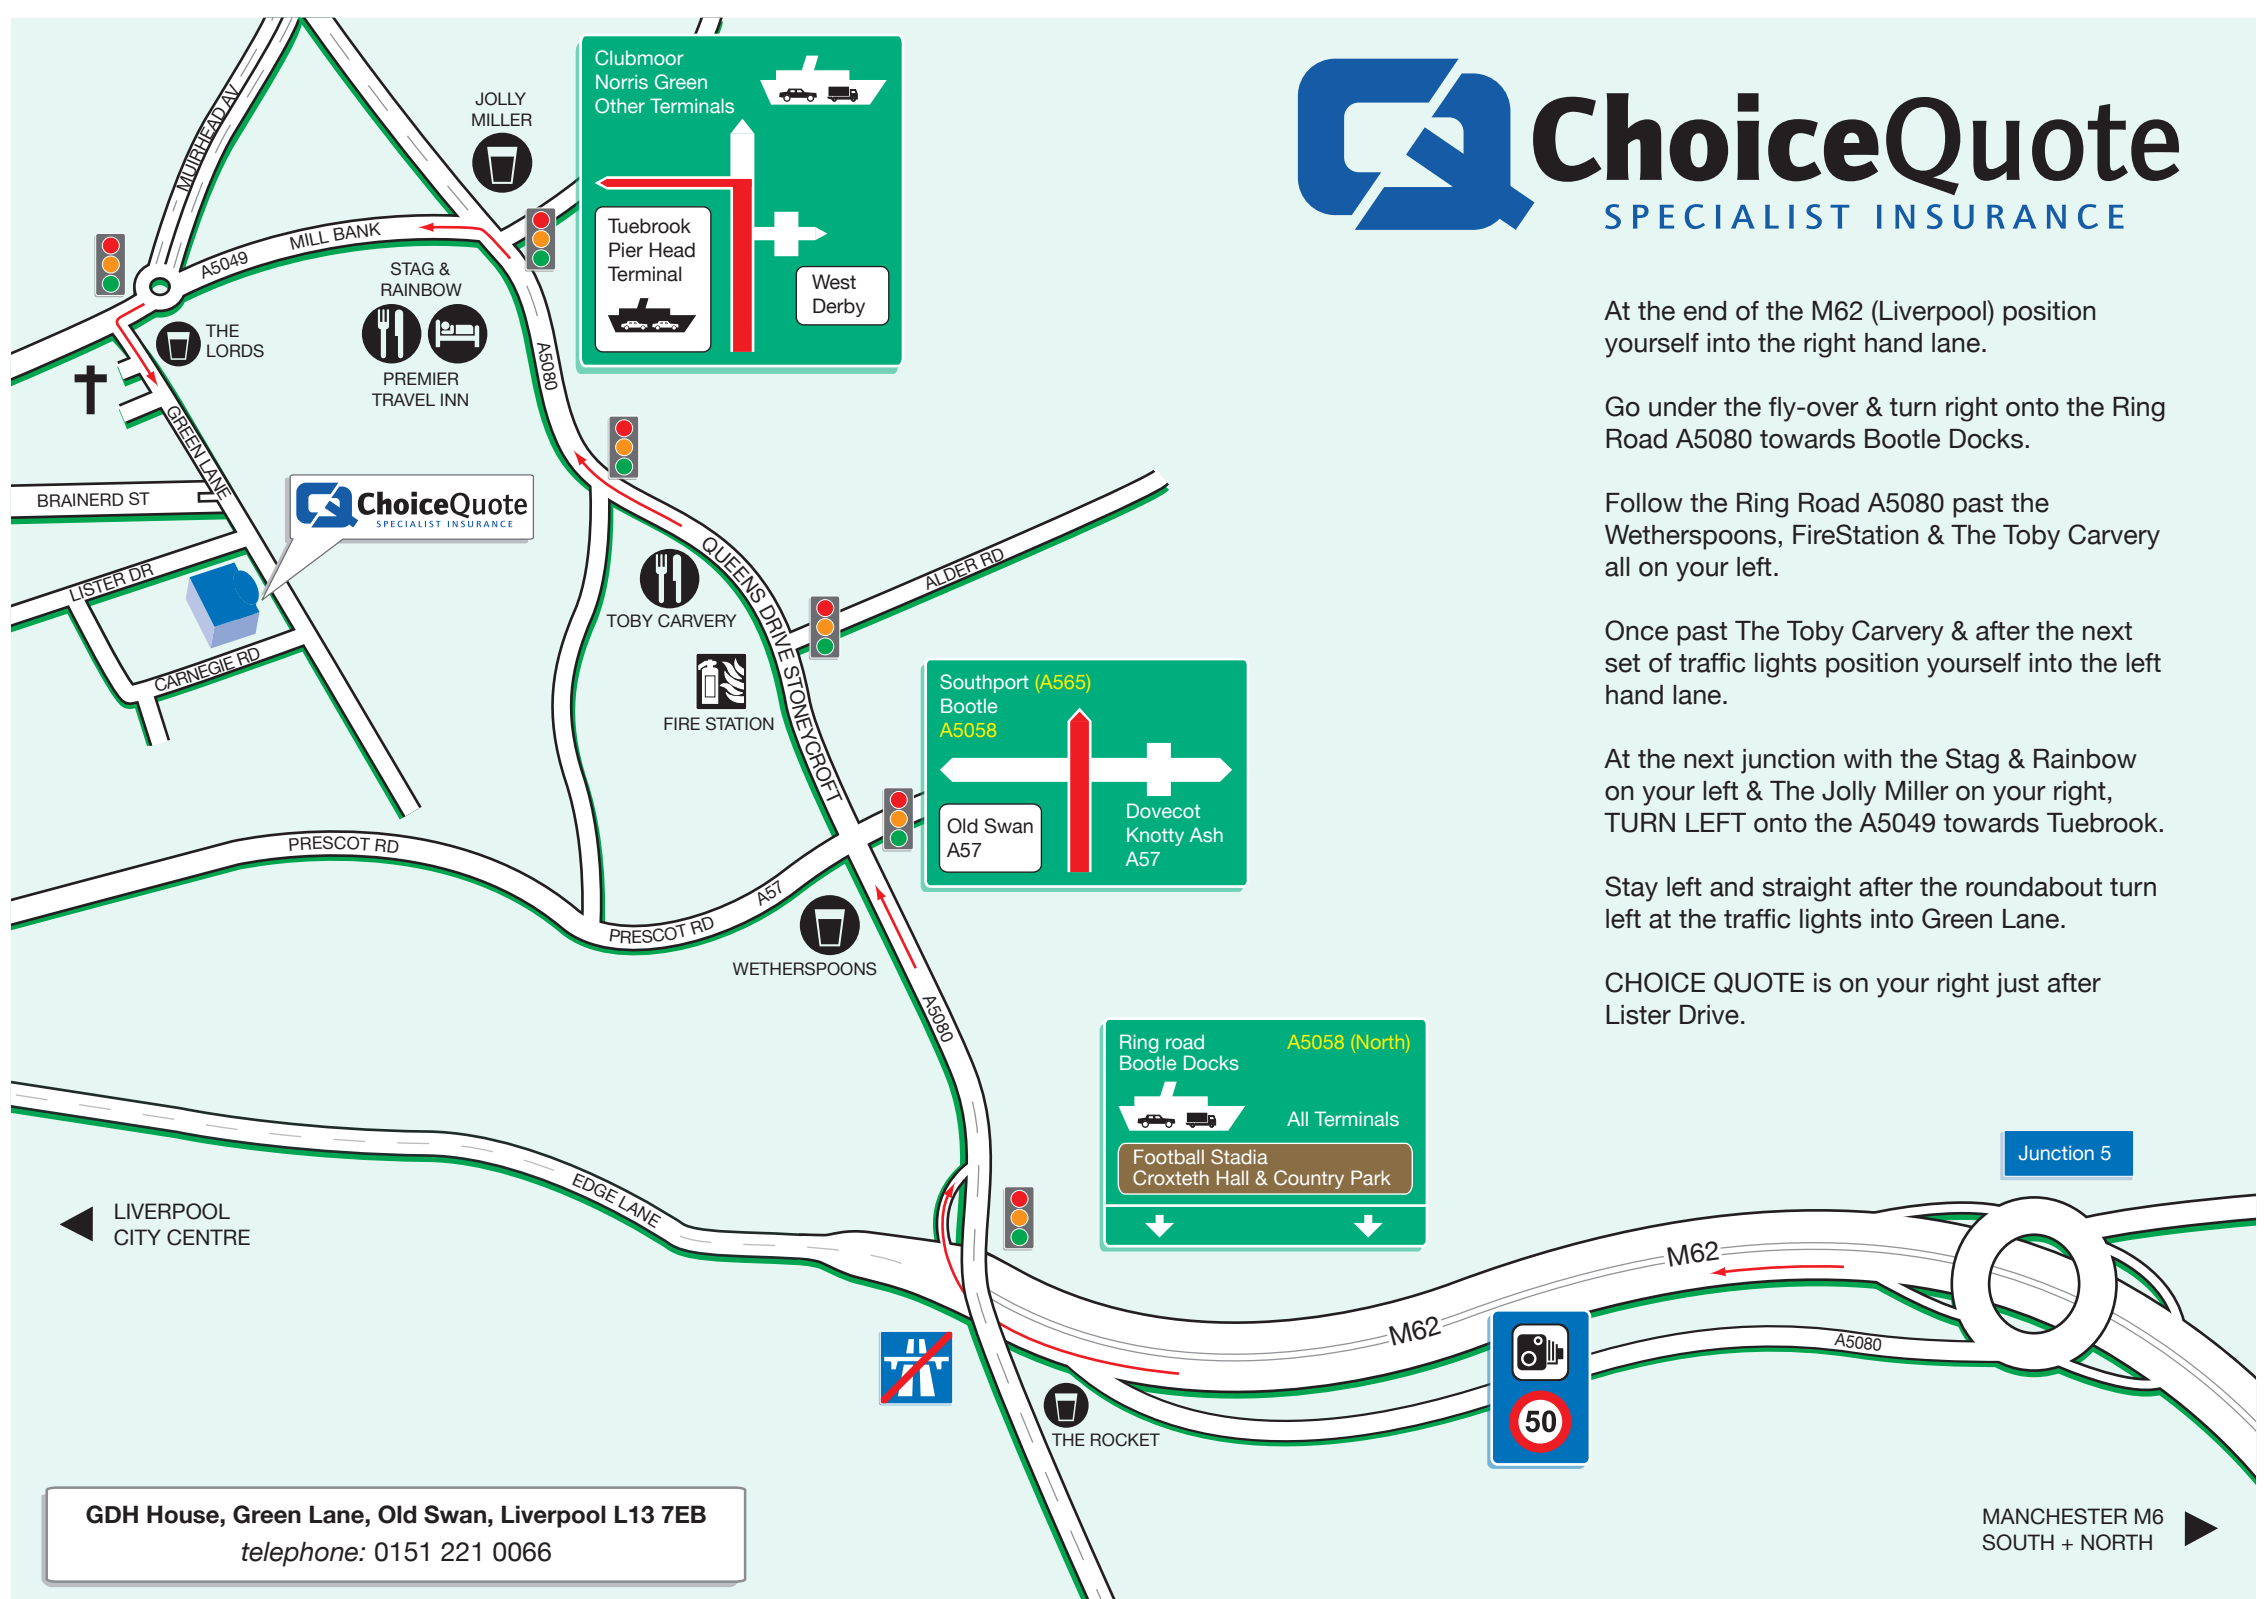 ChoiceQuote
SPECIALIST INSURANCE
At the end of the M62 (Liverpool) position
yourself into the right hand lane.
Go under the fly-over & turn right onto the Ring
Road A5080 towards Bootle Docks.
Follow the Ring Road A5080 past the
Wetherspoons, FireStation & The Toby Carvery
all on your left.
Once past The Toby Carvery & after the next
set of traffic lights position yourself into the left
hand lane.
At the next junction with the Stag & Rainbow
on your left & The Jolly Miller on your right,
TURN LEFT onto the A5049 towards Tuebrook.
Stay left and straight after the roundabout turn
left at the traffic lights into Green Lane.
CHOICE QUOTE is on your right just after
Lister Drive.
Clubmoor
Norris Green
Other Terminals
Tuebrook
Pier Head
Terminal
West
Derby
JOLLY
MILLER
MUIRHEAD AV
MILL BANK
A5049
STAG &
RAINBOW
PREMIER
TRAVEL INN
THE
LORDS
A5080
GREEN LANE
BRAINERD ST
ChoiceQuote
SPECIALIST INSURANCE
LISTER DR
CARNEGIE RD
QUEENS DRIVE STONEYCROFT
ALDER RD
TOBY CARVERY
FIRE STATION
Southport (A565)
Bootle
A5058
Old Swan
A57
Dovecot
Knotty Ash
A57
PRESCOT RD
PRESCOT RD
A57
WETHERSPOONS
A5080
Ring road
Bootle Docks
A5058 (North)
All Terminals
Football Stadia
Croxteth Hall & Country Park
Junction 5
EDGE LANE
LIVERPOOL
CITY CENTRE
M62
M62
A5080
50
THE ROCKET
GDH House, Green Lane, Old Swan, Liverpool L13 7EB
telephone: 0151 221 0066
MANCHESTER M6
SOUTH + NORTH